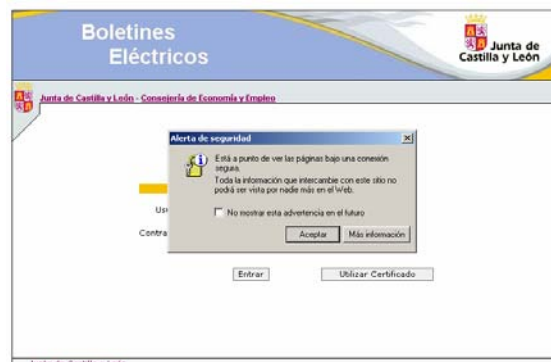 Boletines
Eléctricos
Junta de
Castilla y León
Junta de Castilla y León - Consejería de Economía y Empleo
Alerta de seguridad
Está a punto de ver las páginas bajo una conexión
segura.
Toda la información que intercambie con este sitio no
podrá ser vista por nadie más en el Web.
No mostrar esta advertencia en el futuro
Aceptar
Más información
Usu
Contra
Entrar
Utilizar Certificado